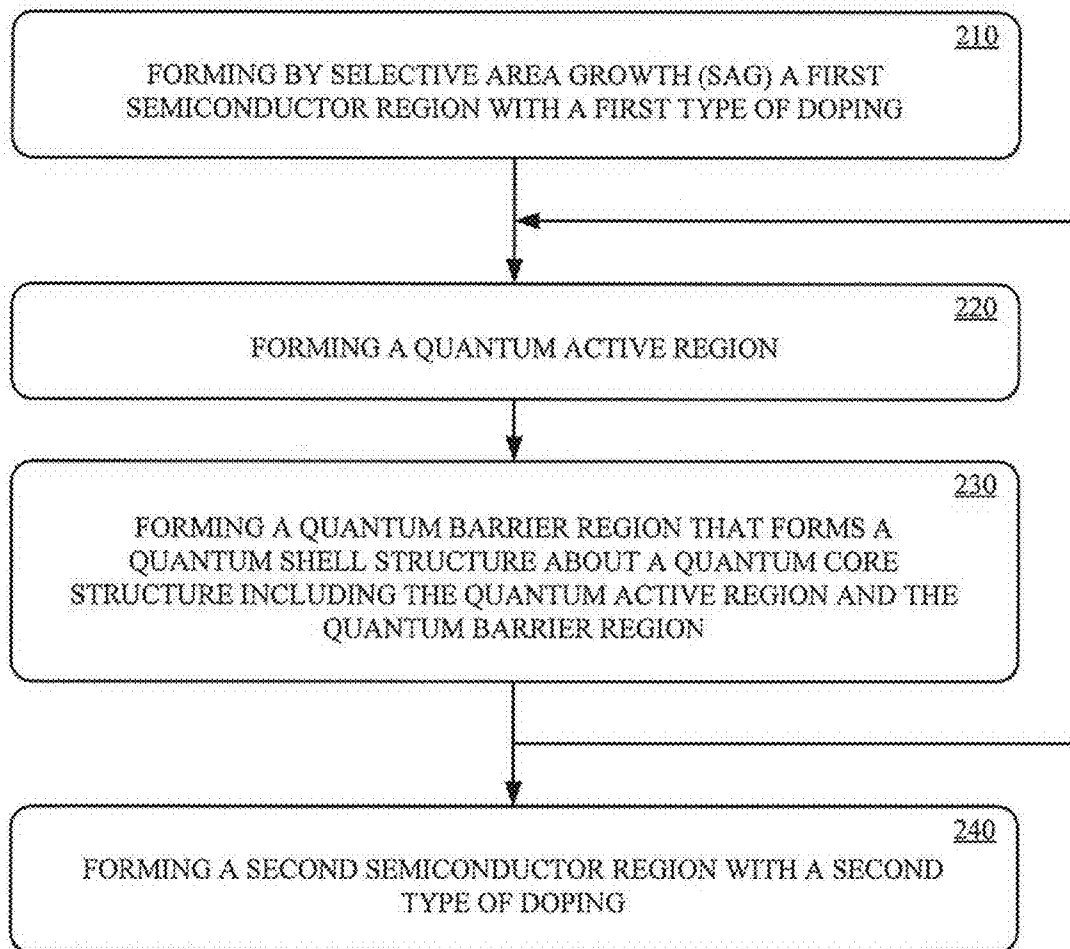 210
FORMING BY SELECTIVE AREA GROWTH (SAG) A FIRST
SEMICONDUCTOR REGION WITH A FIRST TYPE OF DOPING
220
FORMING A QUANTUM ACTIVE REGION
230
FORMING A QUANTUM BARRIER REGION THAT FORMS A
QUANTUM SHELL STRUCTURE ABOUT A QUANTUM CORE
STRUCTURE INCLUDING THE QUANTUM ACTIVE REGION AND THE
QUANTUM BARRIER REGION
240
FORMING A SECOND SEMICONDUCTOR REGION WITH A SECOND
TYPE OF DOPING